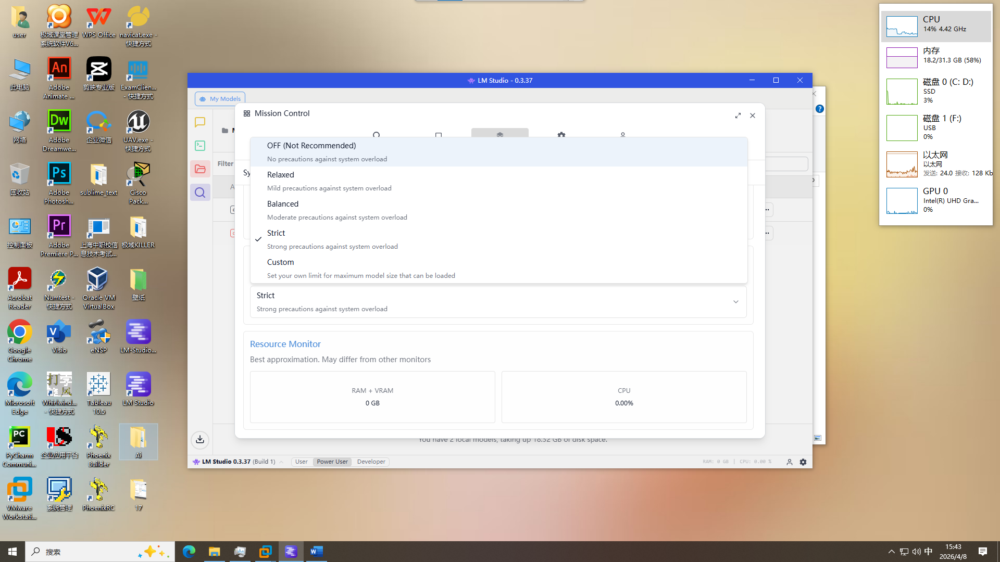 user
极域课堂管理
系统软件V6...
WPS Office
navicat.exe -
快捷方式
此电脑
Adobe
Animate ...
剪映专业版
ExamClien...
- 快捷方式
网络
Adobe
Dreamwe...
企业微信
UAV.exe -
快捷方式
回收站
Adobe
Photosh...
sublime_text
Cisco
Pack...
控制面板
Adobe
Premiere P...
上海中职校信
息技术考试...
极域KILLER
Acrobat
Reader
Numtest -
快捷方式
Oracle VM
VirtualBox
壁纸
Google
Chrome
Visio
eNSP
LM-Studio...
Microsoft
Edge
Whirlwind...
- 快捷方式
Tableau
10.5
LM Studio
PyCharm
Communi...
企业应用平台
Phoenix
Builder
Ai
VMware
Workstati...
系统管理
PhoenixRC
17
LM Studio - 0.3.37
My Models
Mission Control
Filter
Sy
OFF (Not Recommended)
No precautions against system overload
Relaxed
Mild precautions against system overload
Balanced
Moderate precautions against system overload
Strict
Strong precautions against system overload
Custom
Set your own limit for maximum model size that can be loaded
Strict
Strong precautions against system overload
Resource Monitor
Best approximation. May differ from other monitors
RAM + VRAM
0 GB
CPU
0.00%
You have 2 local models, taking up 18.52 GB of disk space.
LM Studio 0.3.37 (Build 1)
User
Power User
Developer
RAM: 0 GB | CPU: 0.00 %
CPU
14% 4.42 GHz
内存
18.2/31.3 GB (58%)
磁盘 0 (C: D:)
SSD
3%
磁盘 1 (F:)
USB
0%
以太网
以太网
发送: 24.0 接收: 128 Kb
GPU 0
Intel(R) UHD Gra...
0%
搜索
中
15:43
2026/4/8